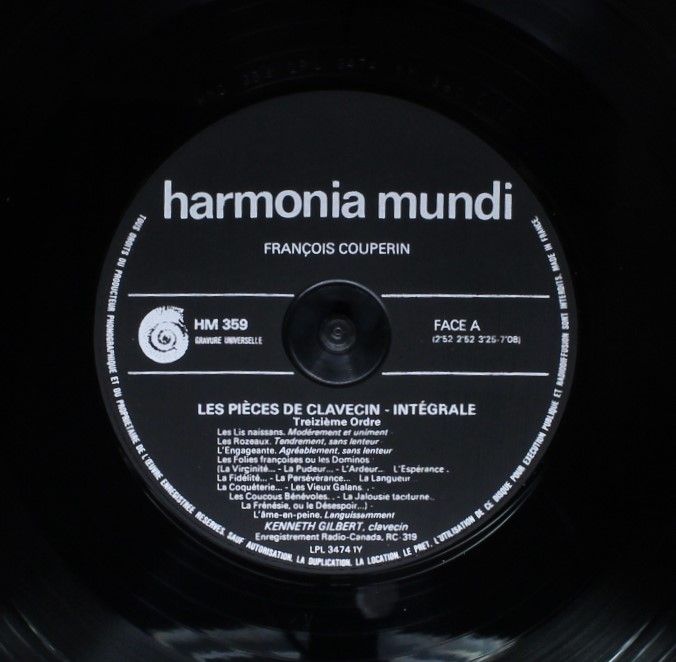 harmonia mundi
FRANÇOIS COUPERIN
HM 359
GRAVURE UNIVERSELLE
FACE A
(2'52 2'52 3'25-7'08)
LES PIÈCES DE CLAVECIN - INTÉGRALE
Treizième Ordre
Les Lis naissans. Modérement et uniment
Les Rozeaux. Tendrement, sans lenteur
L'Engageante. Agréablement, sans lenteur
Les Folies françoises ou les Dominos
(La Virginité... - La Pudeur... - L'Ardeur... L'Espérance.
La Fidélité... - La Persévérance... La Langueur
La Coquéterie... - Les Vieux Galans...
Les Coucous Bénévoles. . - La Jalousie taciturne..
La Frénésie, ou le Désespoir...)
L'âme-en-peine. Languissamment
KENNETH GILBERT, clavecin
Enregistrement Radio-Canada, RC-319
LPL 3474 1Y
TOUS DROITS DU PRODUCTEUR PHONOGRAPHIQUE ET DU PROPRIETAIRE DE L'ŒUVRE ENREGISTREE RESERVES. SAUF AUTORISATION, LA DUPLICATION, LA LOCATION, LE PRET, L'UTILISATION DE CE DISQUE POUR EXECUTION PUBLIQUE ET RADIODIFFUSION SONT INTERDITS. MADE IN FRANCE.